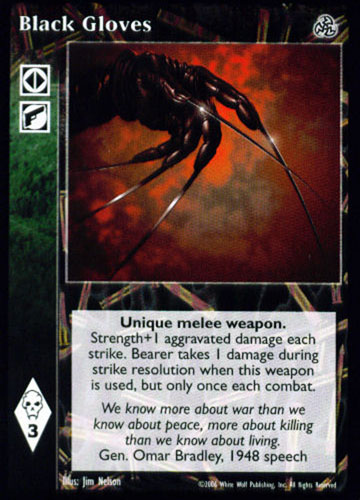 Black Gloves
Unique melee weapon.
Strength+1 aggravated damage each
strike. Bearer takes 1 damage during
strike resolution when this weapon
is used, but only once each combat.
We know more about war than we
know about peace, more about killing
than we know about living.
Gen. Omar Bradley, 1948 speech
3
Illus: Jim Nelson
©2006 White Wolf Publishing, Inc. All Rights Reserved.